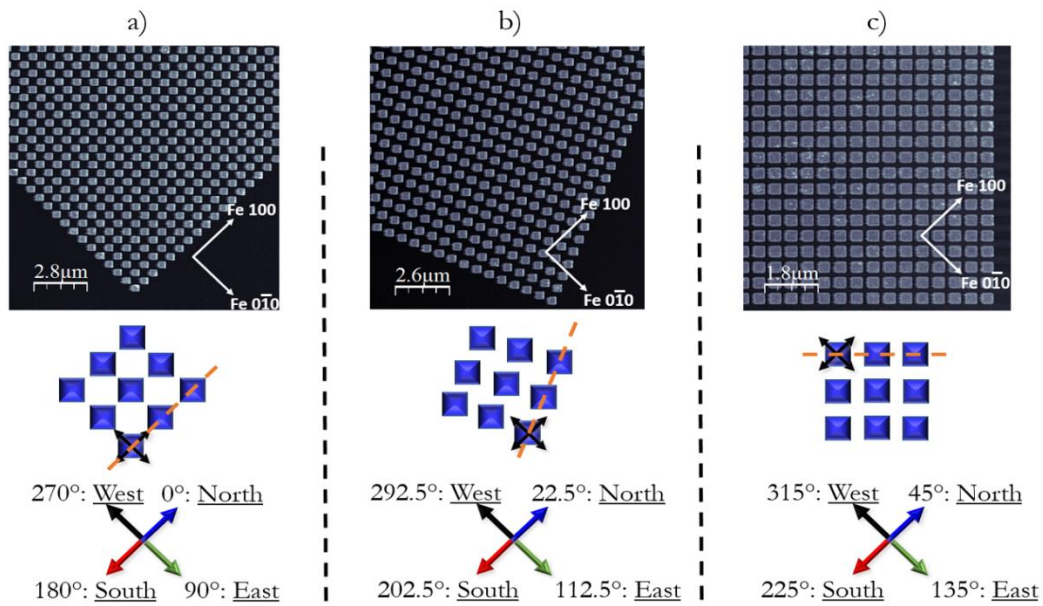 a)
b)
c)
Fe 100
2.8μm
Fe 01̅0
Fe 100
2.6μm
Fe 01̅0
Fe 100
1.8μm
Fe 01̅0
270°: West 0°: North
180°: South 90°: East
292.5°: West 22.5°: North
202.5°: South 112.5°: East
315°: West 45°: North
225°: South 135°: East